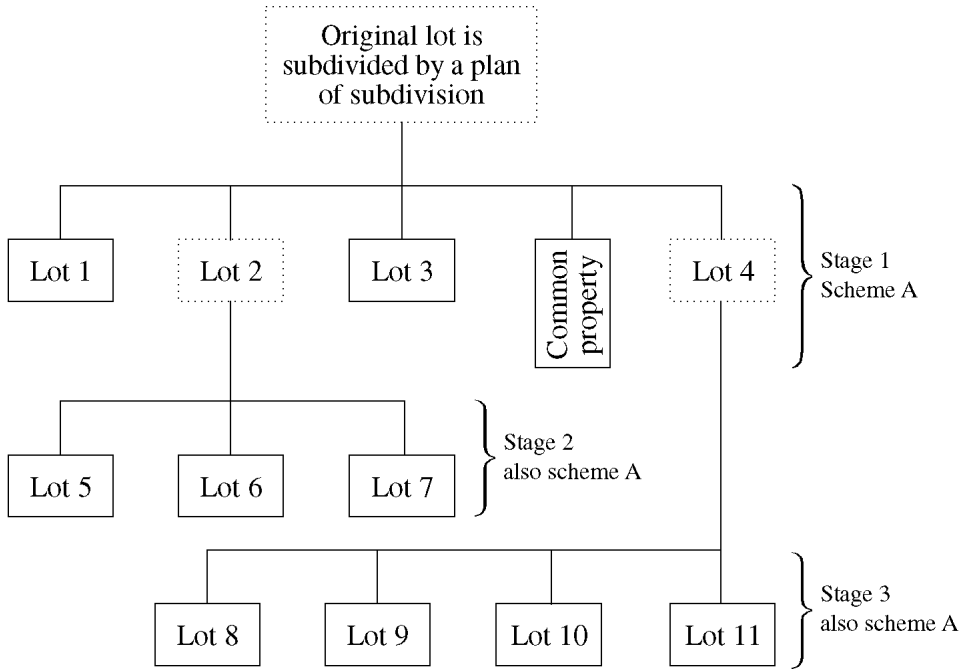 Original lot is
subdivided by a plan
of subdivision
Lot 1
Lot 2
Lot 3
Common
property
Lot 4
Stage 1
Scheme A
Lot 5
Lot 6
Lot 7
Stage 2
also scheme A
Lot 8
Lot 9
Lot 10
Lot 11
Stage 3
also scheme A